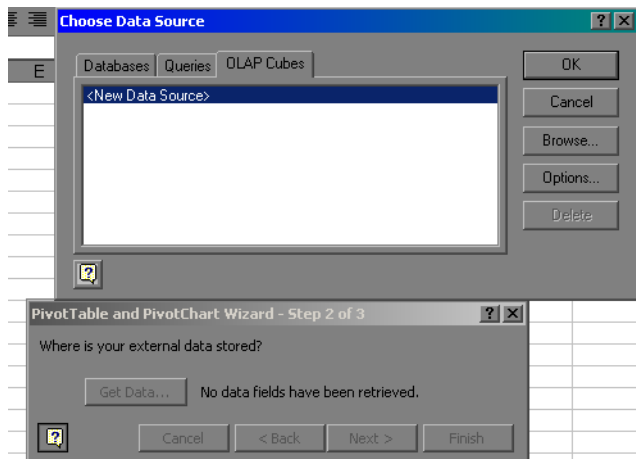 Choose Data Source
E
Databases Queries OLAP Cubes
<New Data Source>
OK
Cancel
Browse...
Options...
Delete
PivotTable and PivotChart Wizard - Step 2 of 3
Where is your external data stored?
Get Data... No data fields have been retrieved.
Cancel < Back Next > Finish